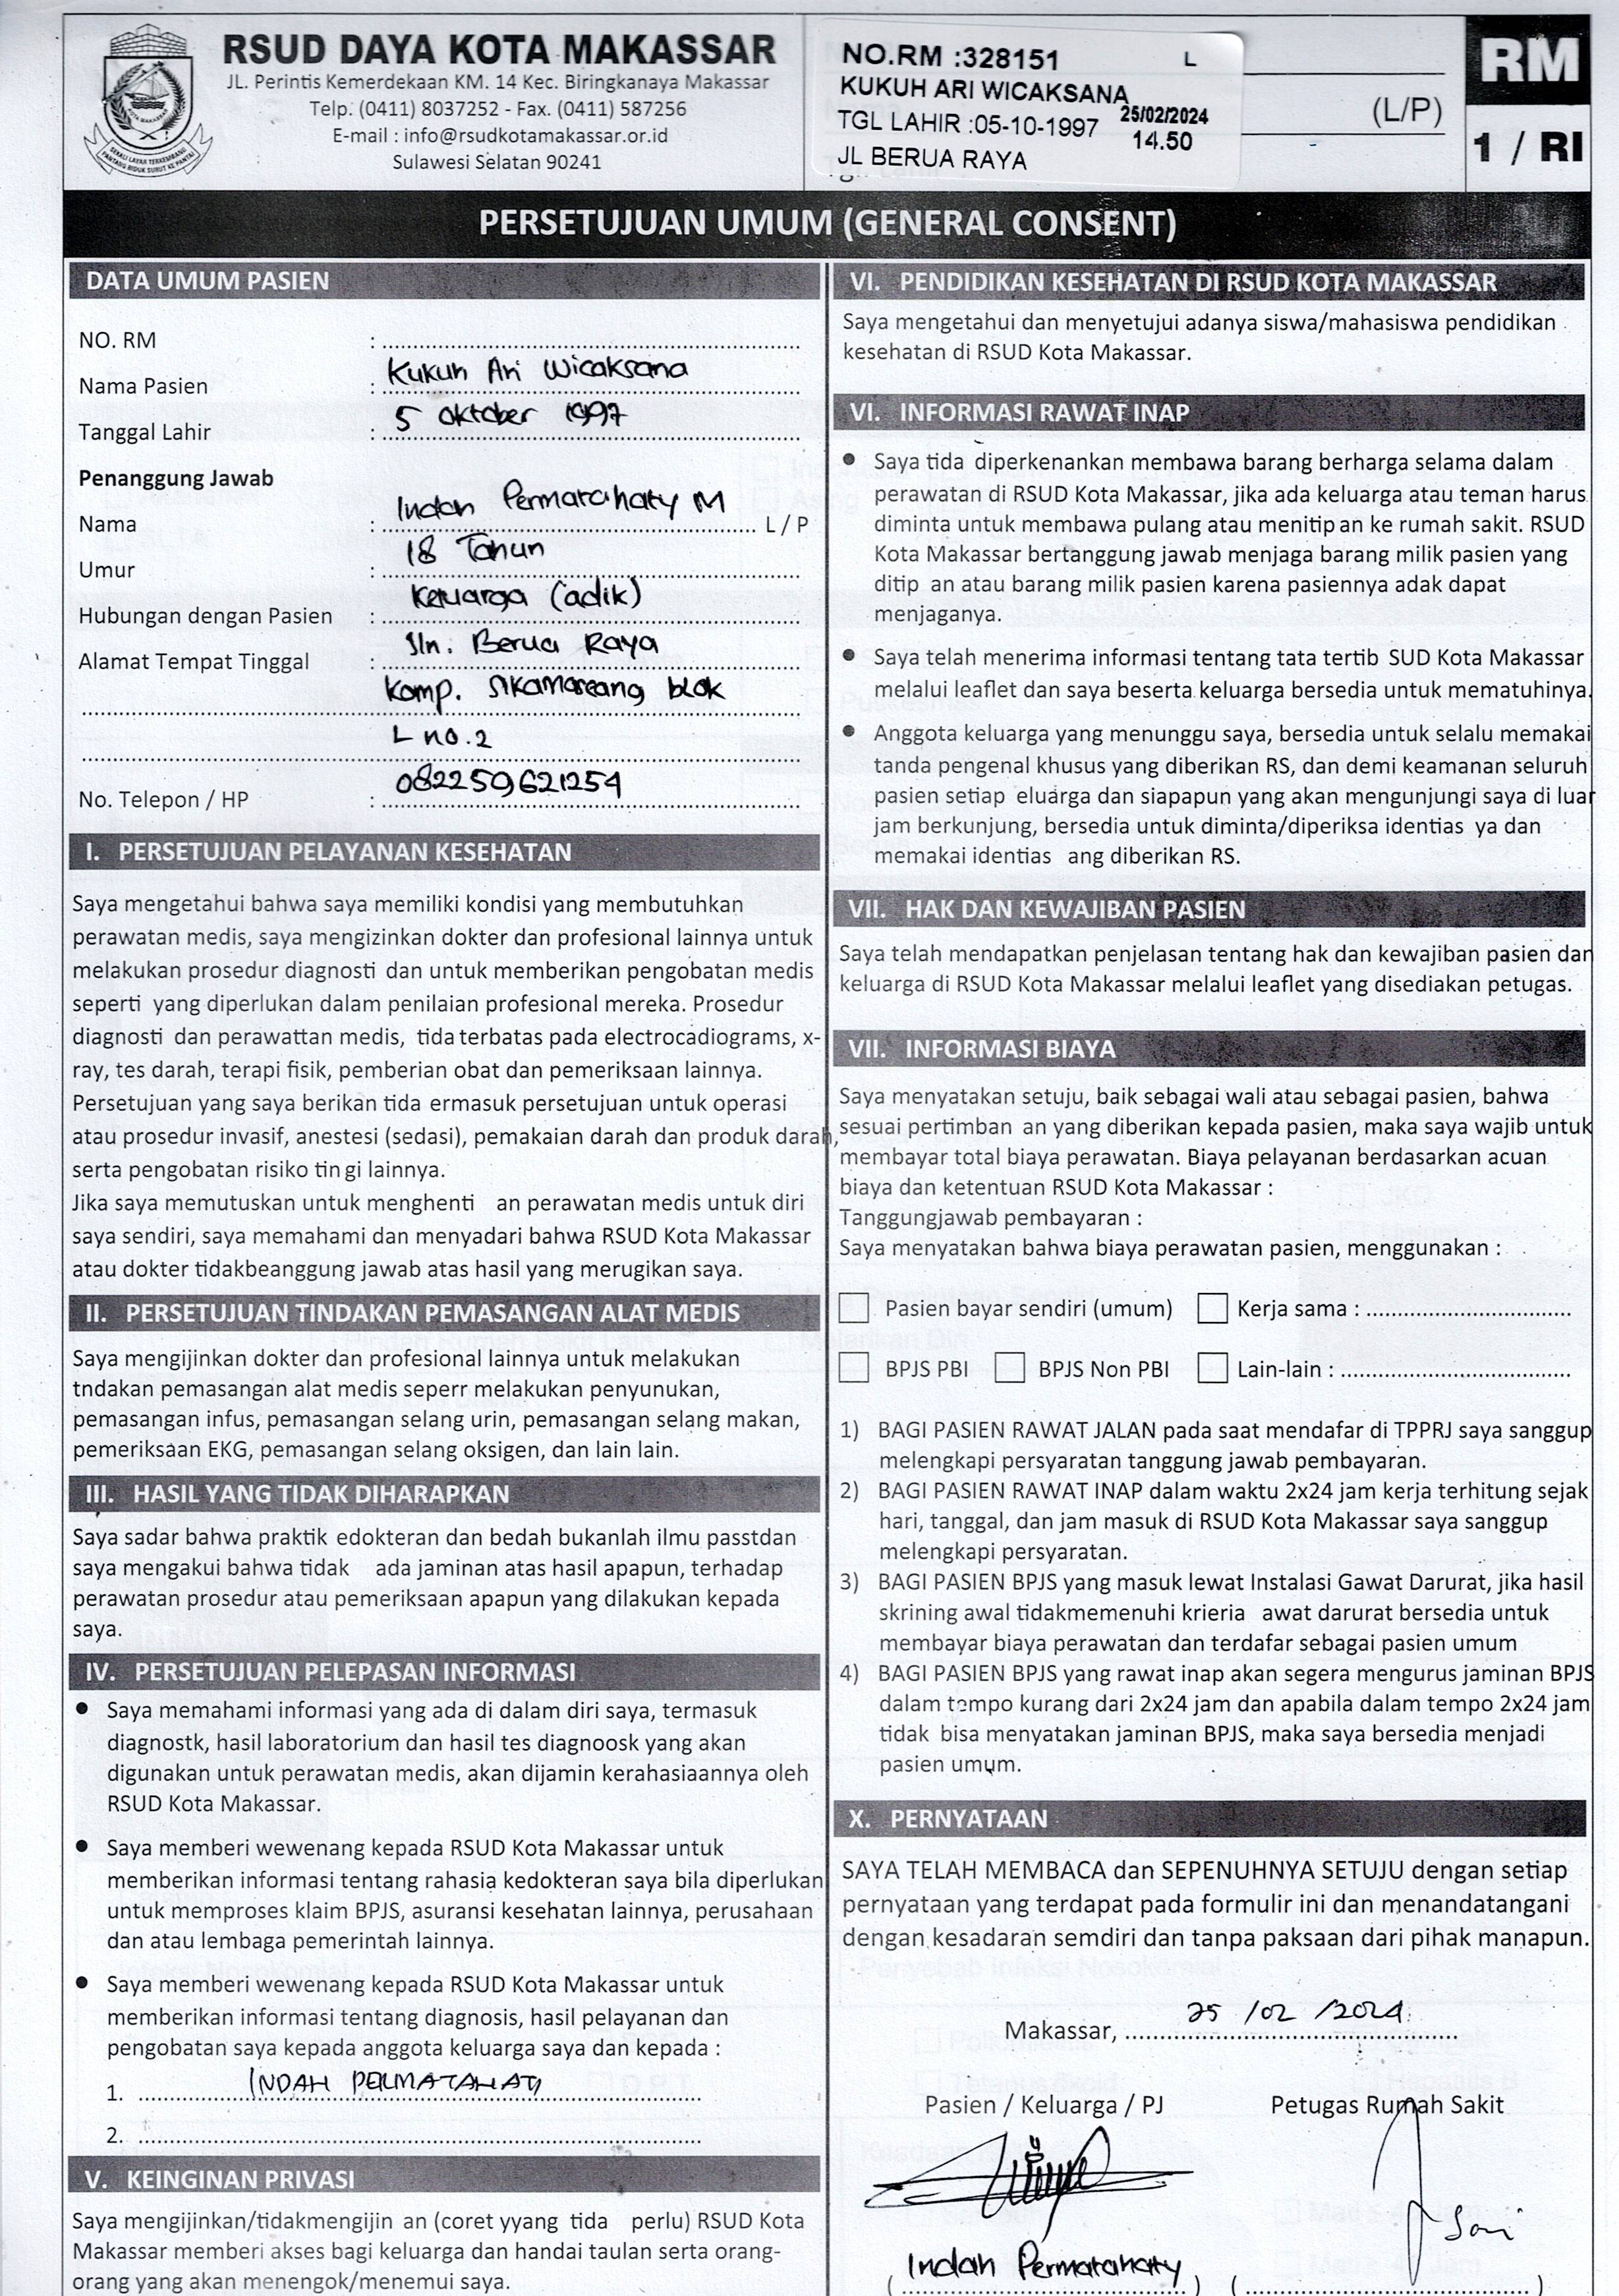 RSUD DAYA KOTA MAKASSAR
JL. Perintis Kemerdekaan KM. 14 Kec. Biringkanaya Makassar
Telp. (0411) 8037252 - Fax. (0411) 587256
E-mail : info@rsudkotamakassar.or.id
Sulawesi Selatan 90241
NO.RM :328151 L
KUKUH ARI WICAKSANA
TGL LAHIR :05-10-1997 25/02/2024
14.50
JL BERUA RAYA
(L/P)
RM
1 / RI
PERSETUJUAN UMUM (GENERAL CONSENT)
DATA UMUM PASIEN
NO. RM :
Nama Pasien : Kukuh Ari Wicaksana
Tanggal Lahir : 5 oktober 1997
Penanggung Jawab
Nama : Indah Permatahaty M L / P
Umur : 18 Tahun
Hubungan dengan Pasien : Keluarga (adik)
Alamat Tempat Tinggal : Jln. Berua Raya
Komp. Sikamaseang blok
L no.2
No. Telepon / HP : 082259621254
I. PERSETUJUAN PELAYANAN KESEHATAN
Saya mengetahui bahwa saya memiliki kondisi yang membutuhkan
perawatan medis, saya mengizinkan dokter dan profesional lainnya untuk
melakukan prosedur diagnosti dan untuk memberikan pengobatan medis
seperti yang diperlukan dalam penilaian profesional mereka. Prosedur
diagnosti dan perawattan medis, tida terbatas pada electrocadiograms, x-
ray, tes darah, terapi fisik, pemberian obat dan pemeriksaan lainnya.
Persetujuan yang saya berikan tida ermasuk persetujuan untuk operasi
atau prosedur invasif, anestesi (sedasi), pemakaian darah dan produk darah,
serta pengobatan risiko tin gi lainnya.
Jika saya memutuskan untuk menghenti an perawatan medis untuk diri
saya sendiri, saya memahami dan menyadari bahwa RSUD Kota Makassar
atau dokter tidakbeanggung jawab atas hasil yang merugikan saya.
II. PERSETUJUAN TINDAKAN PEMASANGAN ALAT MEDIS
Saya mengijinkan dokter dan profesional lainnya untuk melakukan
tndakan pemasangan alat medis seperr melakukan penyunukan,
pemasangan infus, pemasangan selang urin, pemasangan selang makan,
pemeriksaan EKG, pemasangan selang oksigen, dan lain lain.
III. HASIL YANG TIDAK DIHARAPKAN
Saya sadar bahwa praktik edokteran dan bedah bukanlah ilmu passtdan
saya mengakui bahwa tidak ada jaminan atas hasil apapun, terhadap
perawatan prosedur atau pemeriksaan apapun yang dilakukan kepada
saya.
IV. PERSETUJUAN PELEPASAN INFORMASI
● Saya memahami informasi yang ada di dalam diri saya, termasuk
diagnostk, hasil laboratorium dan hasil tes diagnoosk yang akan
digunakan untuk perawatan medis, akan dijamin kerahasiaannya oleh
RSUD Kota Makassar.
● Saya memberi wewenang kepada RSUD Kota Makassar untuk
memberikan informasi tentang rahasia kedokteran saya bila diperlukan
untuk memproses klaim BPJS, asuransi kesehatan lainnya, perusahaan
dan atau lembaga pemerintah lainnya.
● Saya memberi wewenang kepada RSUD Kota Makassar untuk
memberikan informasi tentang diagnosis, hasil pelayanan dan
pengobatan saya kepada anggota keluarga saya dan kepada :
1. INDAH PERMATAHATY
2.
V. KEINGINAN PRIVASI
Saya mengijinkan/tidakmengijin an (coret yyang tida perlu) RSUD Kota
Makassar memberi akses bagi keluarga dan handai taulan serta orang-
orang yang akan menengok/menemui saya.
VI. PENDIDIKAN KESEHATAN DI RSUD KOTA MAKASSAR
Saya mengetahui dan menyetujui adanya siswa/mahasiswa pendidikan
kesehatan di RSUD Kota Makassar.
VI. INFORMASI RAWAT INAP
● Saya tida diperkenankan membawa barang berharga selama dalam
perawatan di RSUD Kota Makassar, jika ada keluarga atau teman harus
diminta untuk membawa pulang atau menitip an ke rumah sakit. RSUD
Kota Makassar bertanggung jawab menjaga barang milik pasien yang
ditip an atau barang milik pasien karena pasiennya adak dapat
menjaganya.
● Saya telah menerima informasi tentang tata tertib SUD Kota Makassar
melalui leaflet dan saya beserta keluarga bersedia untuk mematuhinya.
● Anggota keluarga yang menunggu saya, bersedia untuk selalu memakai
tanda pengenal khusus yang diberikan RS, dan demi keamanan seluruh
pasien setiap eluarga dan siapapun yang akan mengunjungi saya di luar
jam berkunjung, bersedia untuk diminta/diperiksa identias ya dan
memakai identias ang diberikan RS.
VII. HAK DAN KEWAJIBAN PASIEN
Saya telah mendapatkan penjelasan tentang hak dan kewajiban pasien dan
keluarga di RSUD Kota Makassar melalui leaflet yang disediakan petugas.
VII. INFORMASI BIAYA
Saya menyatakan setuju, baik sebagai wali atau sebagai pasien, bahwa
sesuai pertimban an yang diberikan kepada pasien, maka saya wajib untuk
membayar total biaya perawatan. Biaya pelayanan berdasarkan acuan
biaya dan ketentuan RSUD Kota Makassar :
Tanggungjawab pembayaran :
Saya menyatakan bahwa biaya perawatan pasien, menggunakan :
Pasien bayar sendiri (umum) Kerja sama :
BPJS PBI BPJS Non PBI Lain-lain :
1) BAGI PASIEN RAWAT JALAN pada saat mendafar di TPPRJ saya sanggup
melengkapi persyaratan tanggung jawab pembayaran.
2) BAGI PASIEN RAWAT INAP dalam waktu 2x24 jam kerja terhitung sejak
hari, tanggal, dan jam masuk di RSUD Kota Makassar saya sanggup
melengkapi persyaratan.
3) BAGI PASIEN BPJS yang masuk lewat Instalasi Gawat Darurat, jika hasil
skrining awal tidakmemenuhi krieria awat darurat bersedia untuk
membayar biaya perawatan dan terdafar sebagai pasien umum
4) BAGI PASIEN BPJS yang rawat inap akan segera mengurus jaminan BPJS
dalam tempo kurang dari 2x24 jam dan apabila dalam tempo 2x24 jam
tidak bisa menyatakan jaminan BPJS, maka saya bersedia menjadi
pasien umum.
X. PERNYATAAN
SAYA TELAH MEMBACA dan SEPENUHNYA SETUJU dengan setiap
pernyataan yang terdapat pada formulir ini dan menandatangani
dengan kesadaran semdiri dan tanpa paksaan dari pihak manapun.
Makassar, 25 /02 /2024
Pasien / Keluarga / PJ Petugas Rumah Sakit
(Indah Permatahaty) ( )